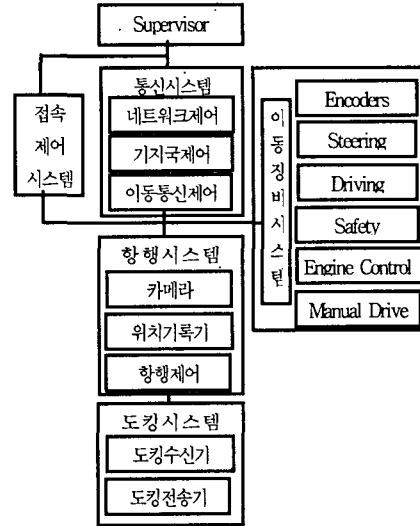 Supervisor
접속
제어
시스템
통신시스템
네트워크제어
기지국제어
이동통신제어
이동장비시스템
Encoders
Steering
Driving
Safety
Engine Control
Manual Drive
항행시스템
카메라
위치기록기
항행제어
도킹시스템
도킹수신기
도킹전송기